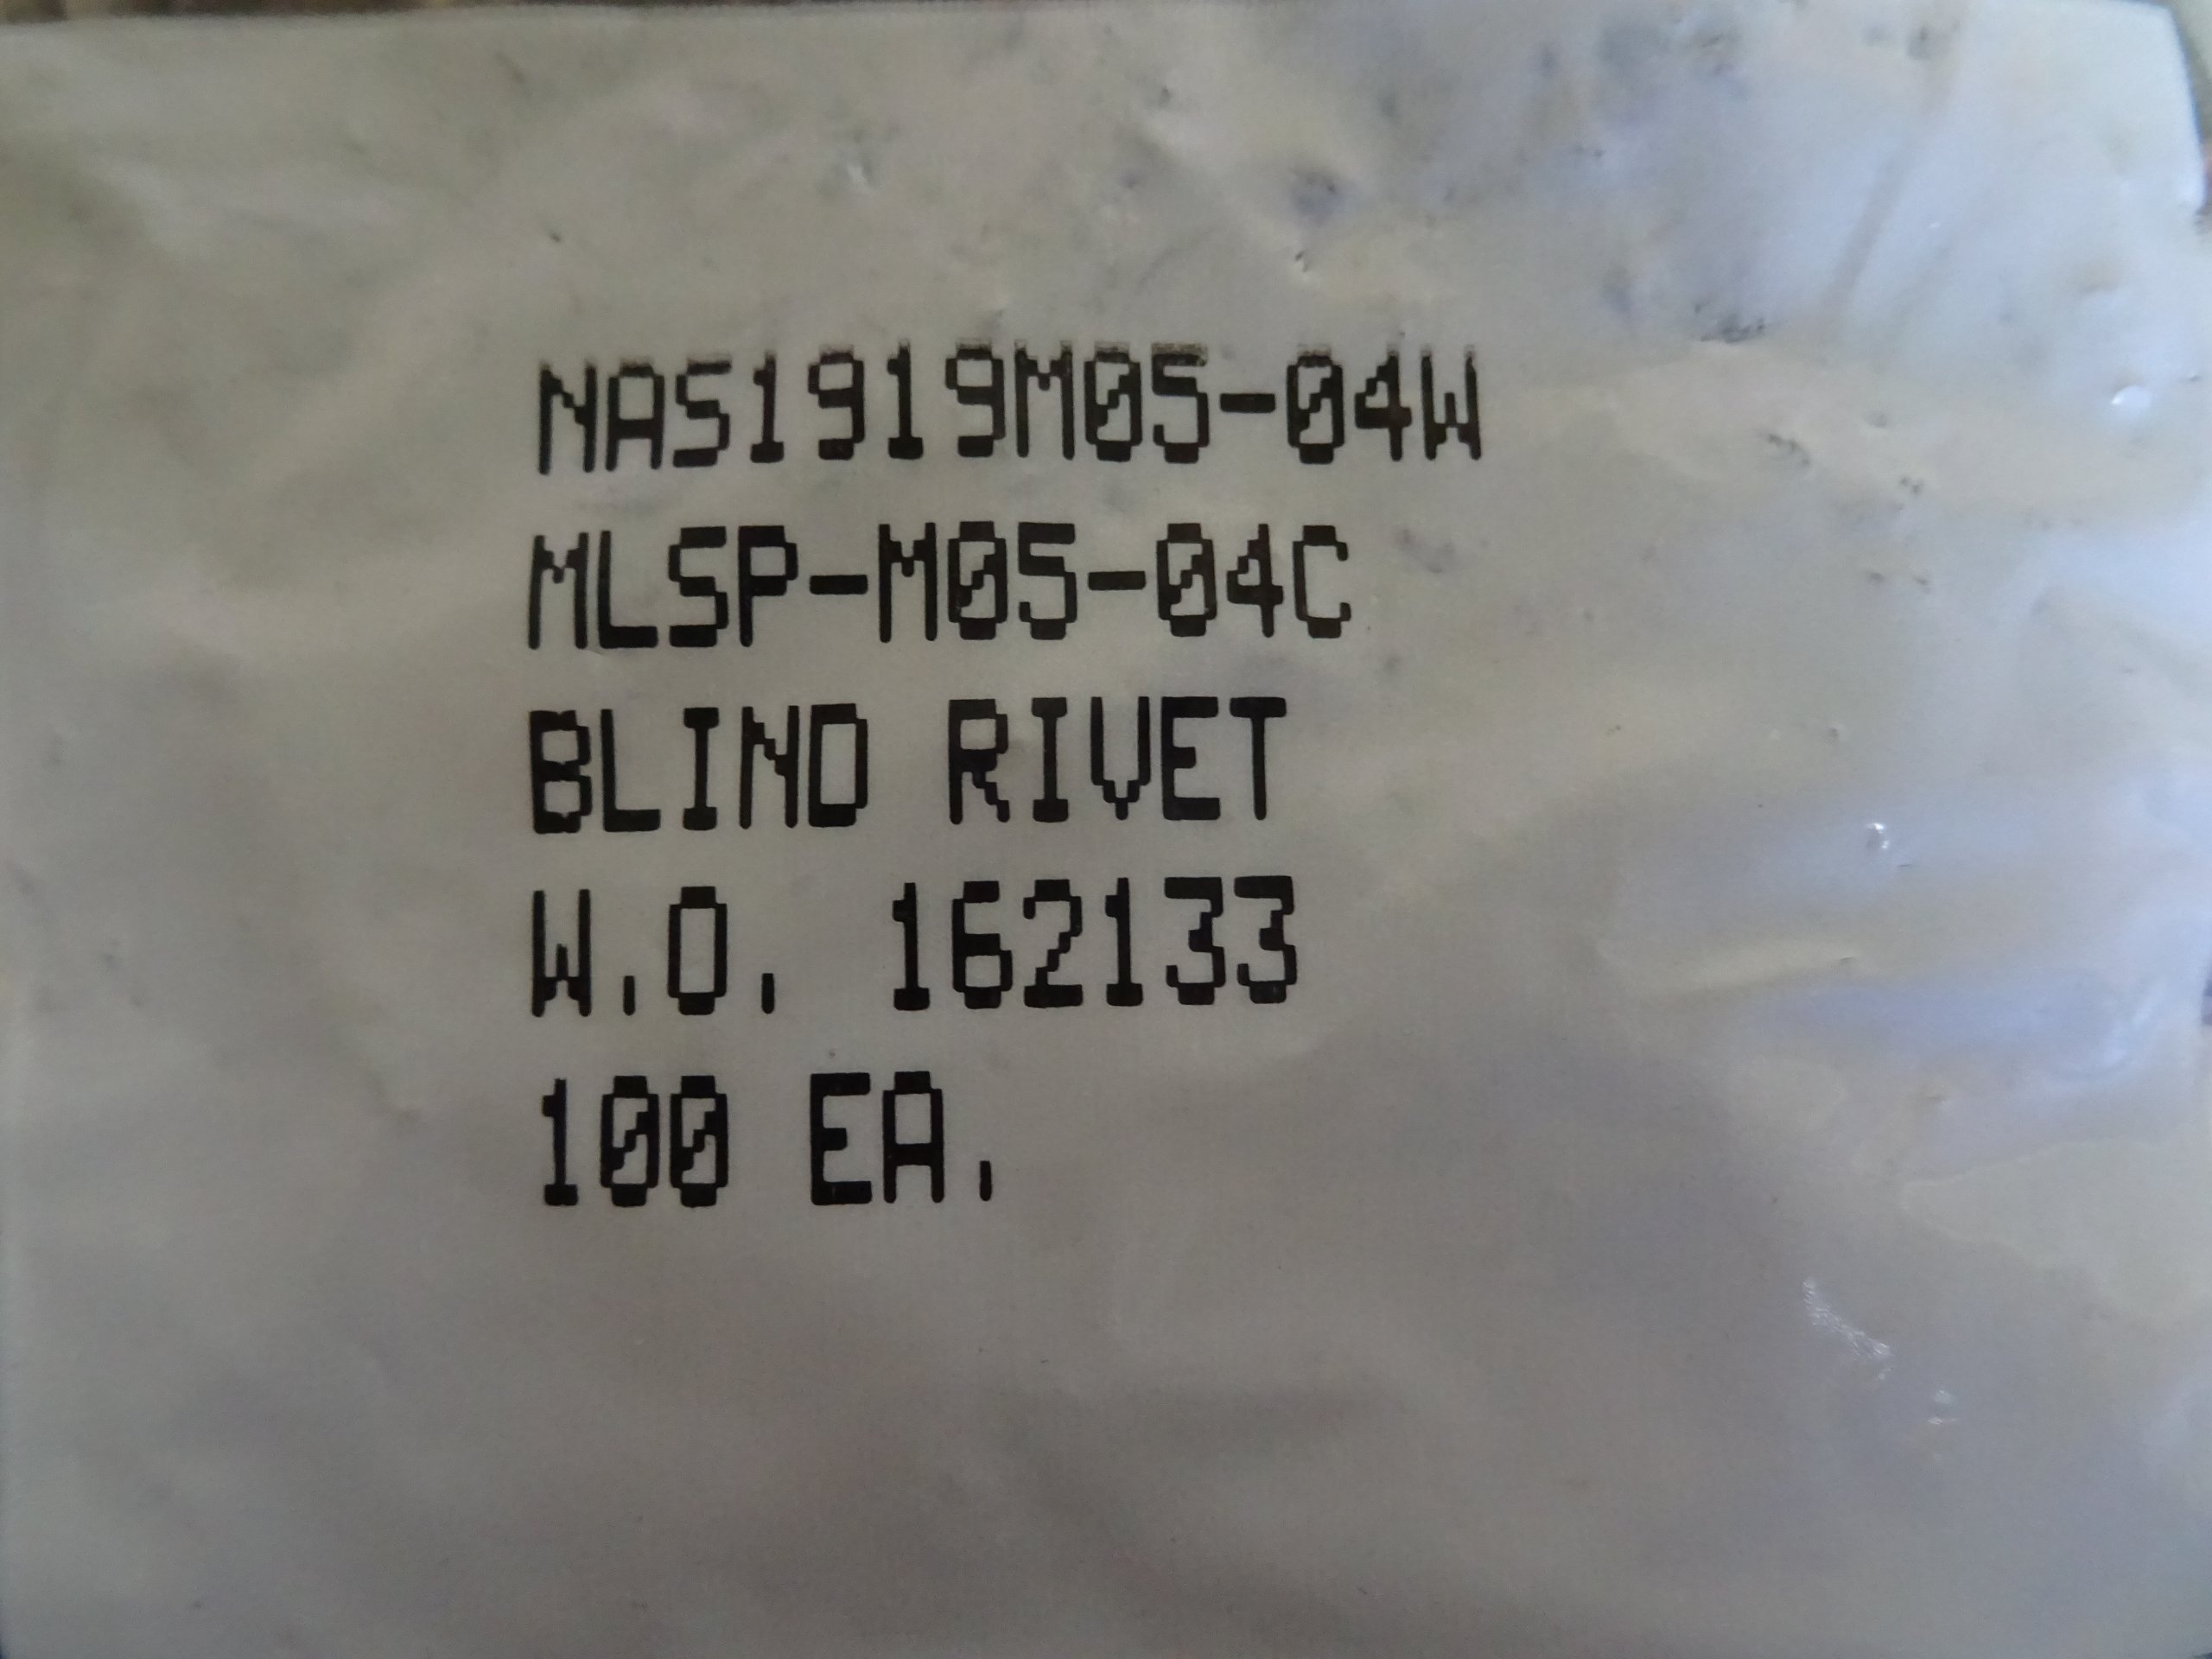 NAS1919M05-04W
MLSP-M05-04C
BLIND RIVET
W.O. 162133
100 EA.